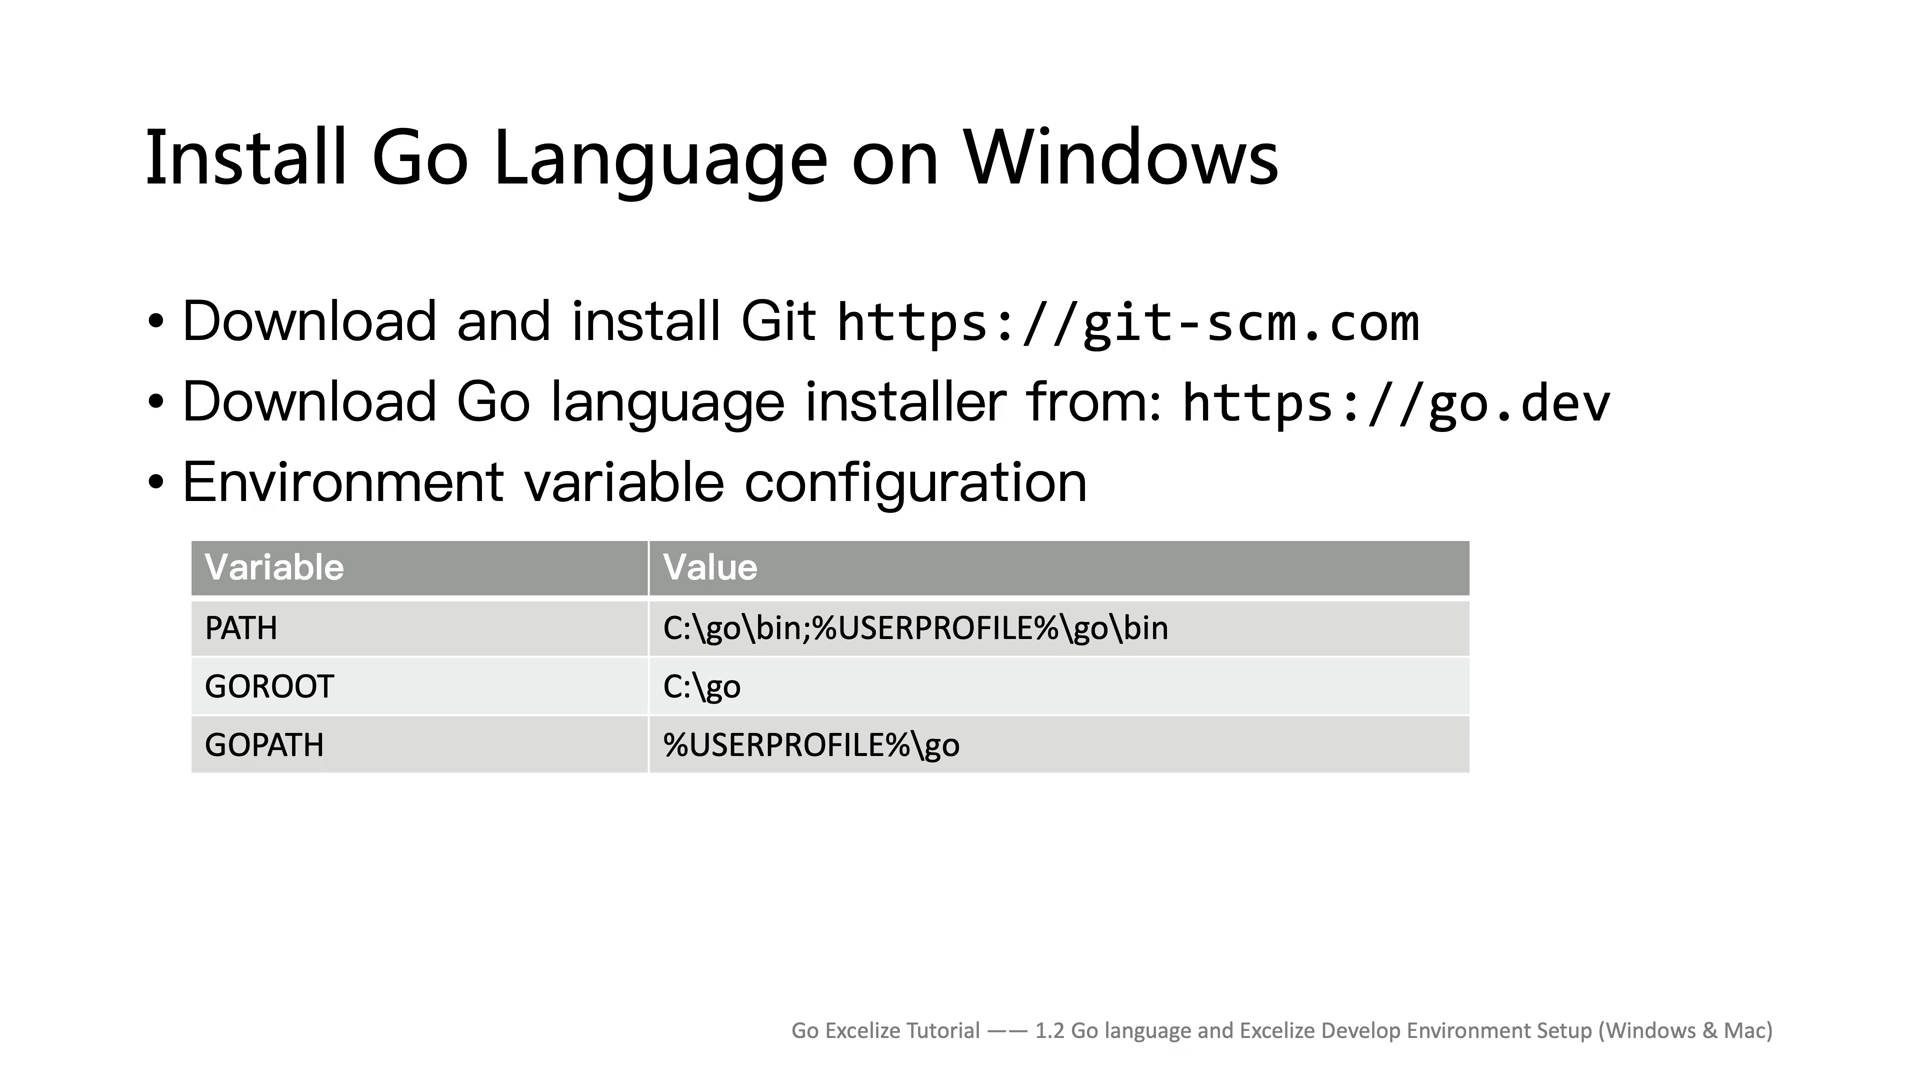 Install Go Language on Windows
• Download and install Git https://git-scm.com
• Download Go language installer from: https://go.dev
• Environment variable configuration
Variable Value
PATH C:\go\bin;%USERPROFILE%\go\bin
GOROOT C:\go
GOPATH %USERPROFILE%\go
Go Excelize Tutorial —— 1.2 Go language and Excelize Develop Environment Setup (Windows & Mac)